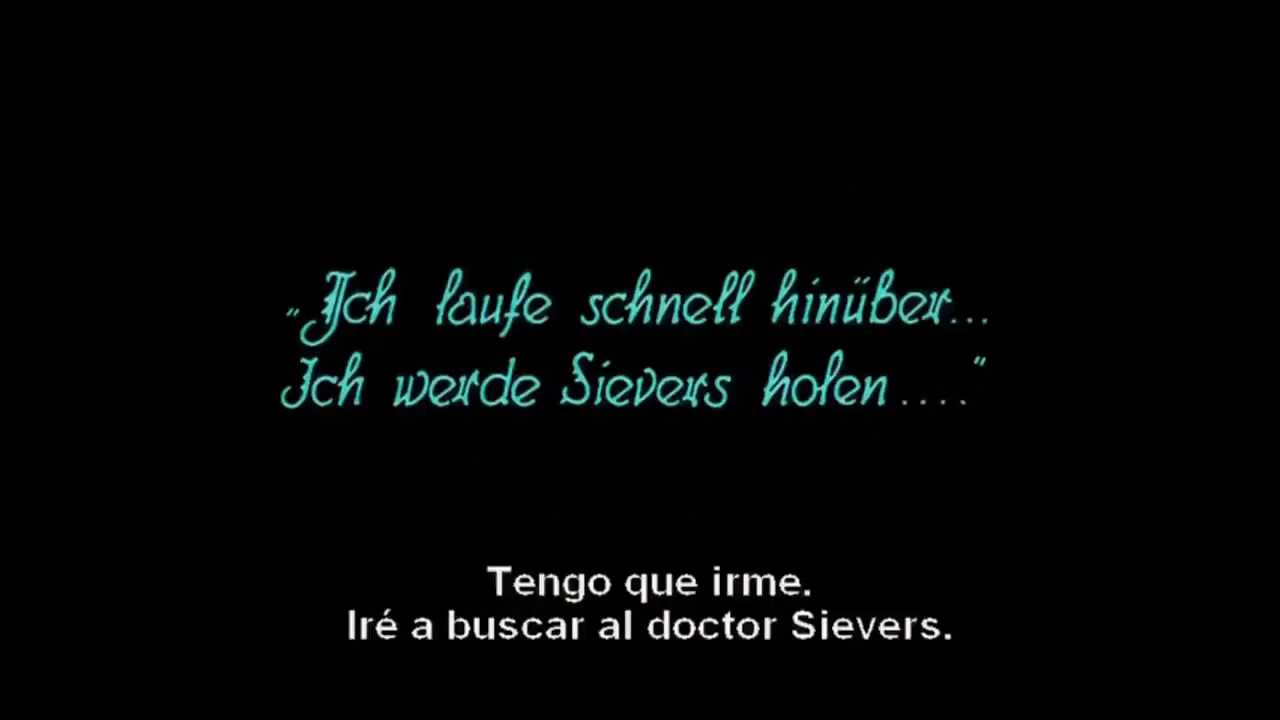 „Ich laufe schnell hinüber...
Ich werde Sievers holen...."
Tengo que irme.
Iré a buscar al doctor Sievers.